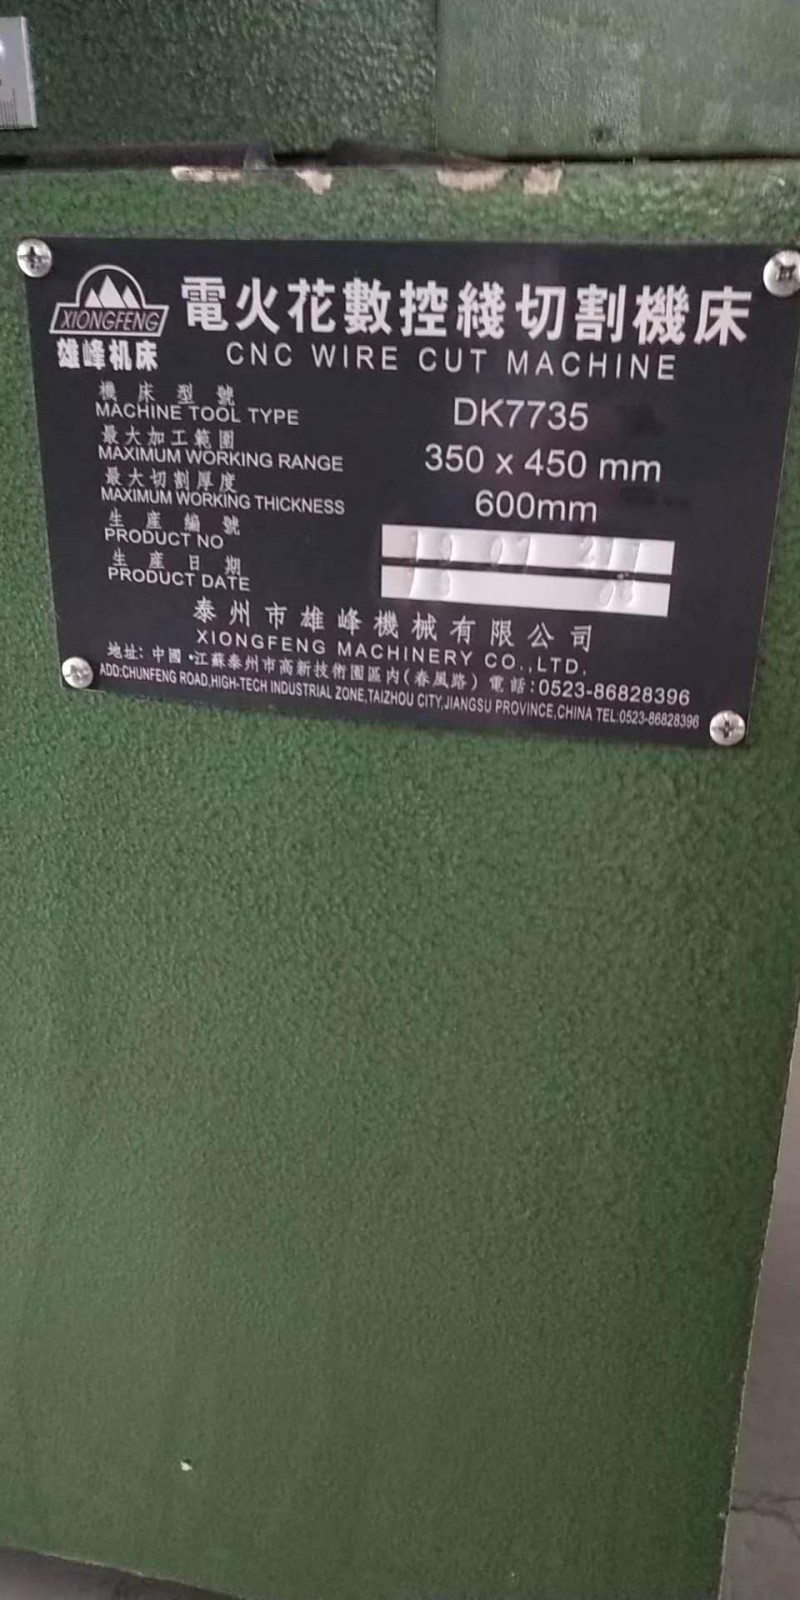 XIONGFENG
雄峰机床
電火花數控綫切割機床
CNC WIRE CUT MACHINE
機床型號
MACHINE TOOL TYPE DK7735
最大加工範圍
MAXIMUM WORKING RANGE 350 x 450 mm
最大切割厚度
MAXIMUM WORKING THICKNESS 600mm
生產編號
PRODUCT NO
生產日期
PRODUCT DATE
泰州市雄峰機械有限公司
XIONGFENG MACHINERY CO.,LTD.
地址: 中國·江蘇泰州市高新技術園區内(春風路) 電話:0523-86828396
ADD:CHUNFENG ROAD,HIGH-TECH INDUSTRIAL ZONE,TAIZHOU CITY,JIANGSU PROVINCE,CHINA TEL:0523-86828396